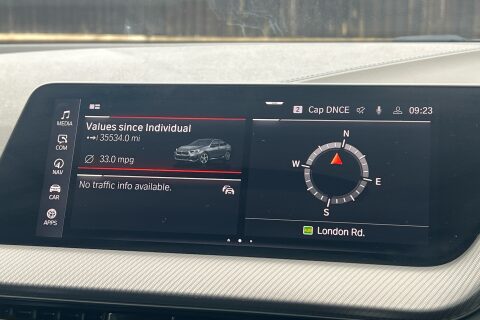 2 Cap DNCE 09:23
MEDIA
COM
NAV
CAR
APPS
Values since Individual
35534.0 mi
33.0 mpg
No traffic info available.
N
W
E
S
London Rd.